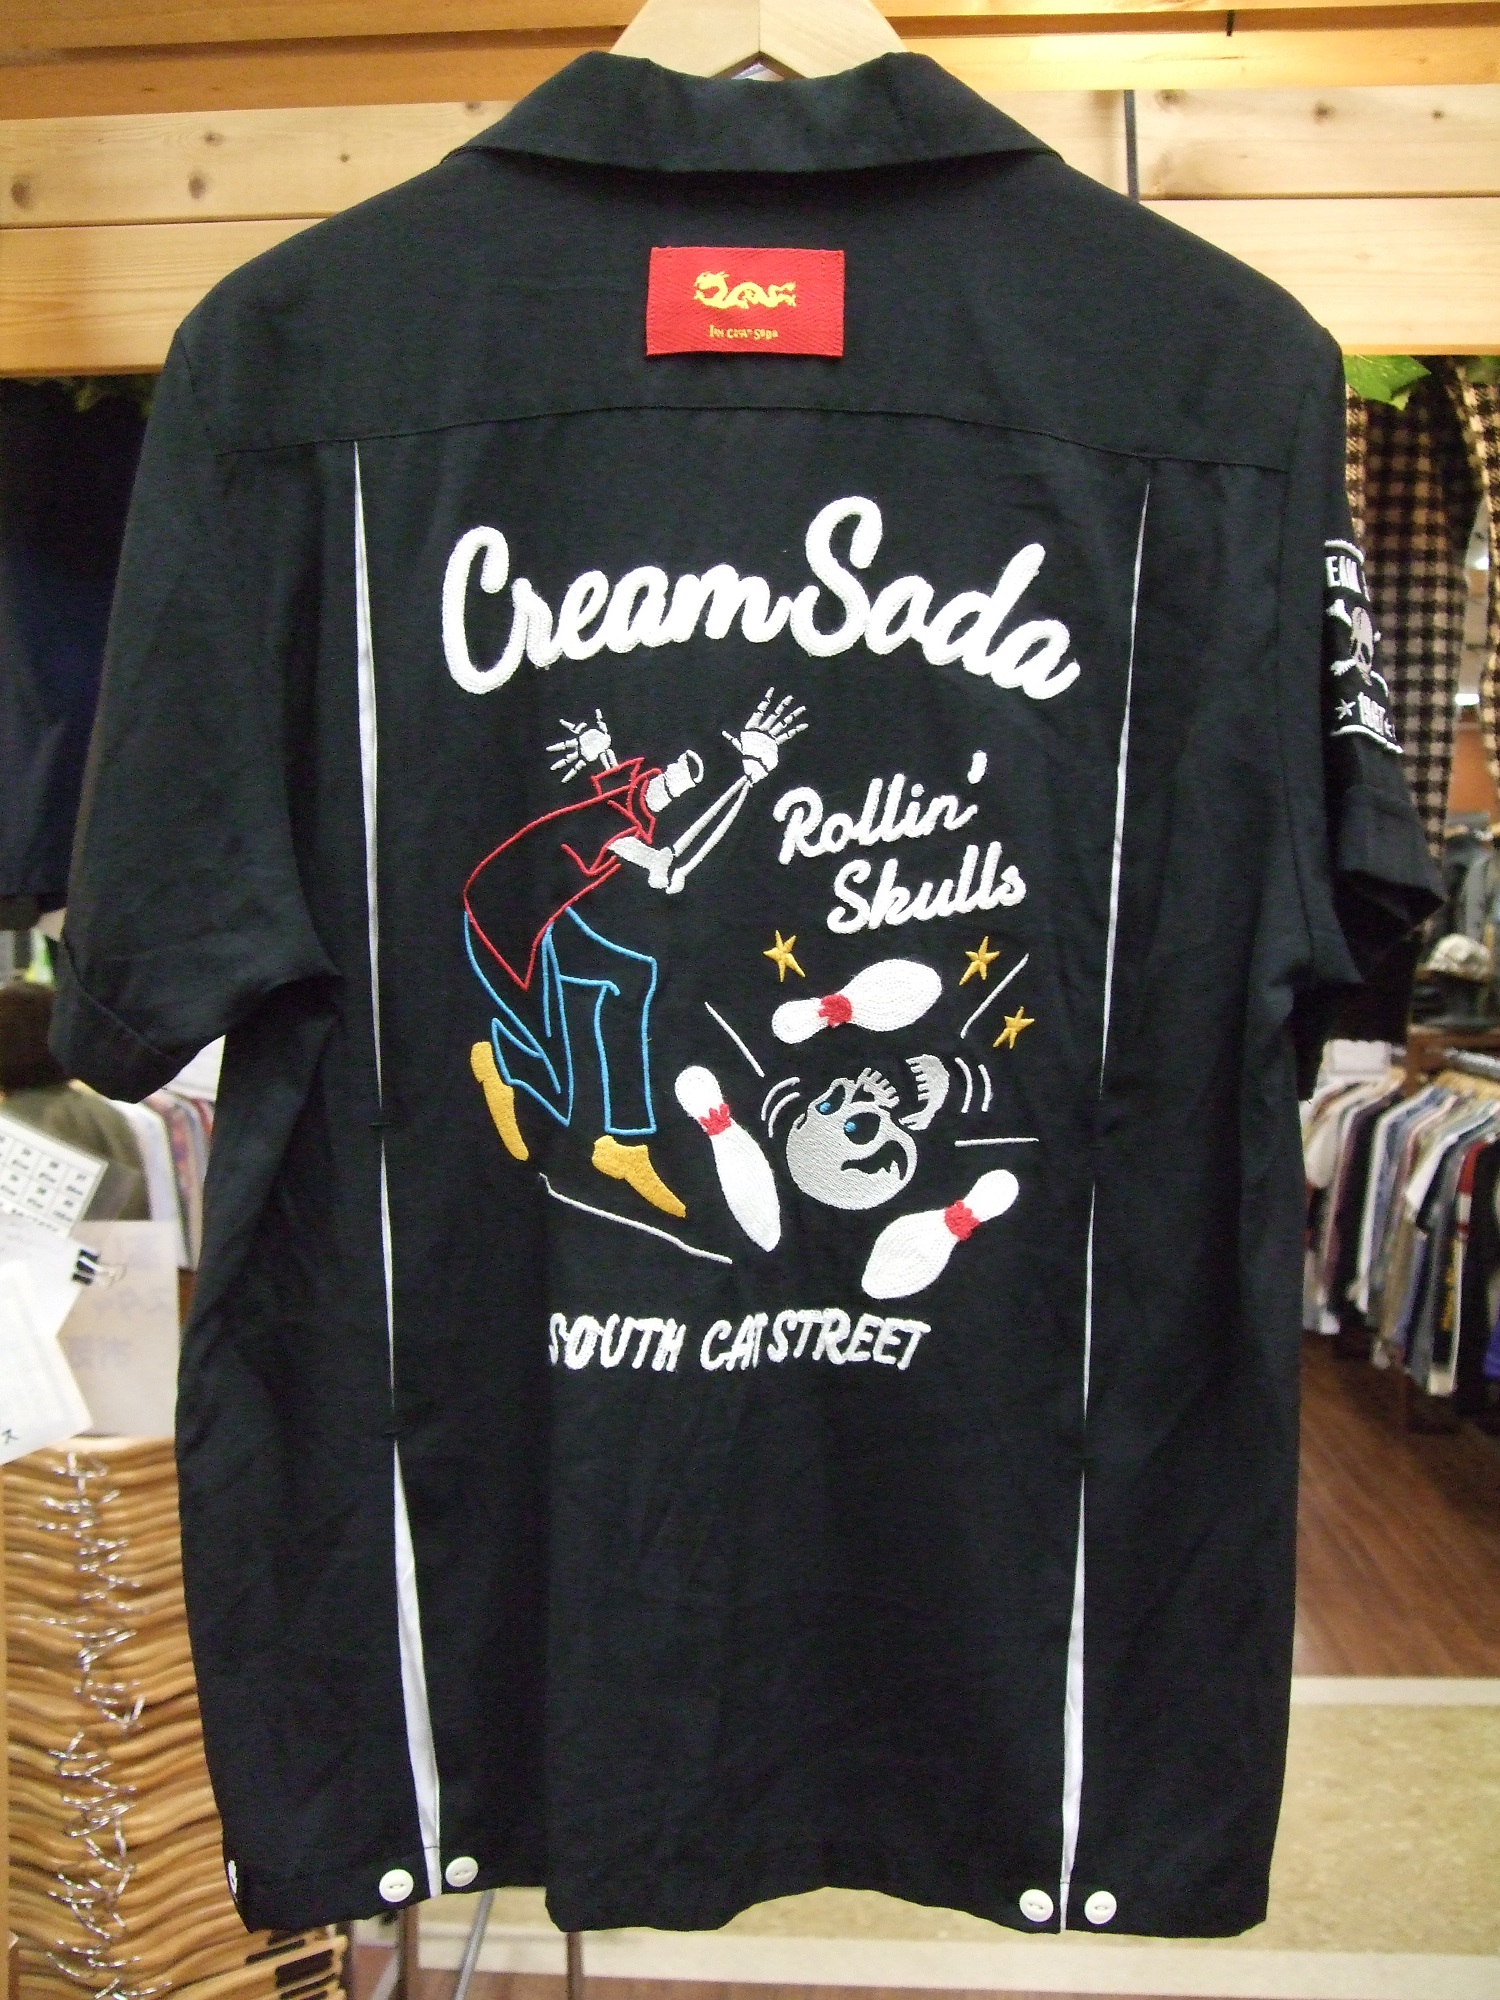 Cream Soda
Rollin'
Skulls
SOUTH CAT STREET